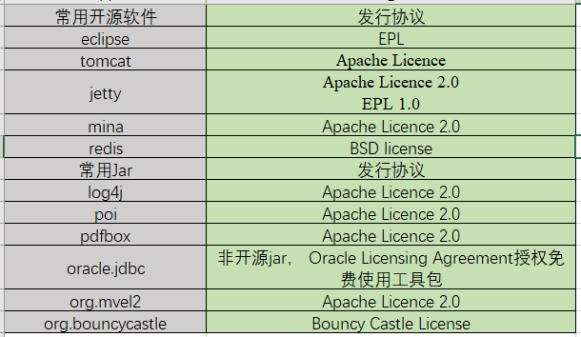 常用开源软件 发行协议
eclipse EPL
tomcat Apache Licence
jetty Apache Licence 2.0
EPL 1.0
mina Apache Licence 2.0
redis BSD license
常用Jar 发行协议
log4j Apache Licence 2.0
poi Apache Licence 2.0
pdfbox Apache Licence 2.0
oracle.jdbc 非开源jar， Oracle Licensing Agreement授权免
费使用工具包
org.mvel2 Apache Licence 2.0
org.bouncycastle Bouncy Castle License